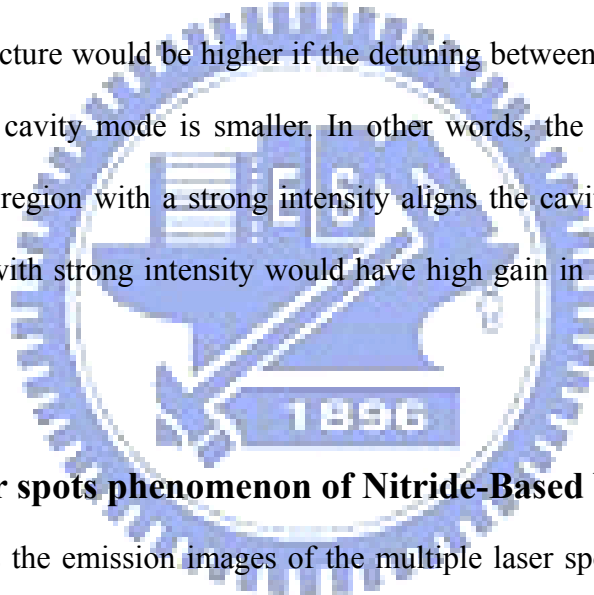 cture would be higher if the detuning between
cavity mode is smaller. In other words, the
region with a strong intensity aligns the cavi
with strong intensity would have high gain in
ES
1896
r spots phenomenon of Nitride-Based
the emission images of the multiple laser sp